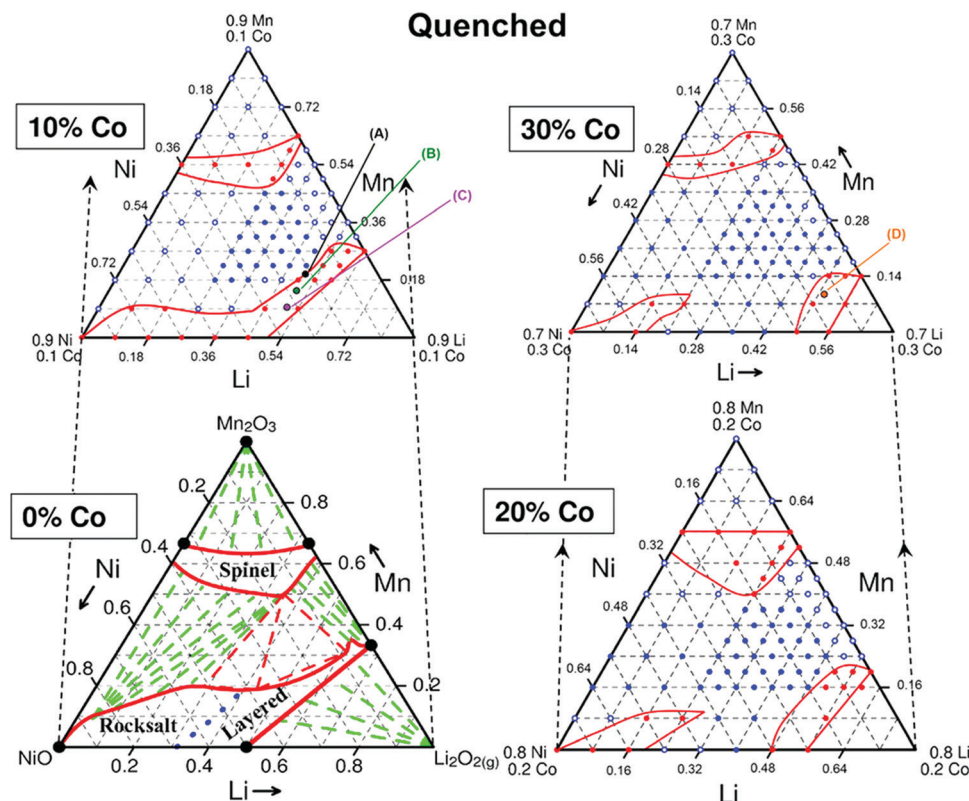 Quenched
0.9 Mn
0.1 Co
10% Co
0.18
0.36
0.54
0.72
Ni
0.72
0.54
0.36
0.18
Mn
(A)
(B)
(C)
0.9 Ni
0.1 Co
0.18
0.36
0.54
0.72
0.9 Li
0.1 Co
Li
0.7 Mn
0.3 Co
30% Co
0.14
0.28
0.42
0.56
Ni
0.56
0.42
0.28
0.14
Mn
(D)
0.7 Ni
0.3 Co
0.14
0.28
0.42
0.56
0.7 Li
0.3 Co
Li
Mn2O3
0% Co
0.2
0.4
0.6
0.8
Ni
0.8
0.6
0.4
0.2
Mn
Spinel
Rocksalt
Layered
NiO
0.2
0.4
0.6
0.8
Li2O2(g)
Li
0.8 Mn
0.2 Co
20% Co
0.16
0.32
0.48
0.64
Ni
0.64
0.48
0.32
0.16
Mn
0.8 Ni
0.2 Co
0.16
0.32
0.48
0.64
0.8 Li
0.2 Co
Li